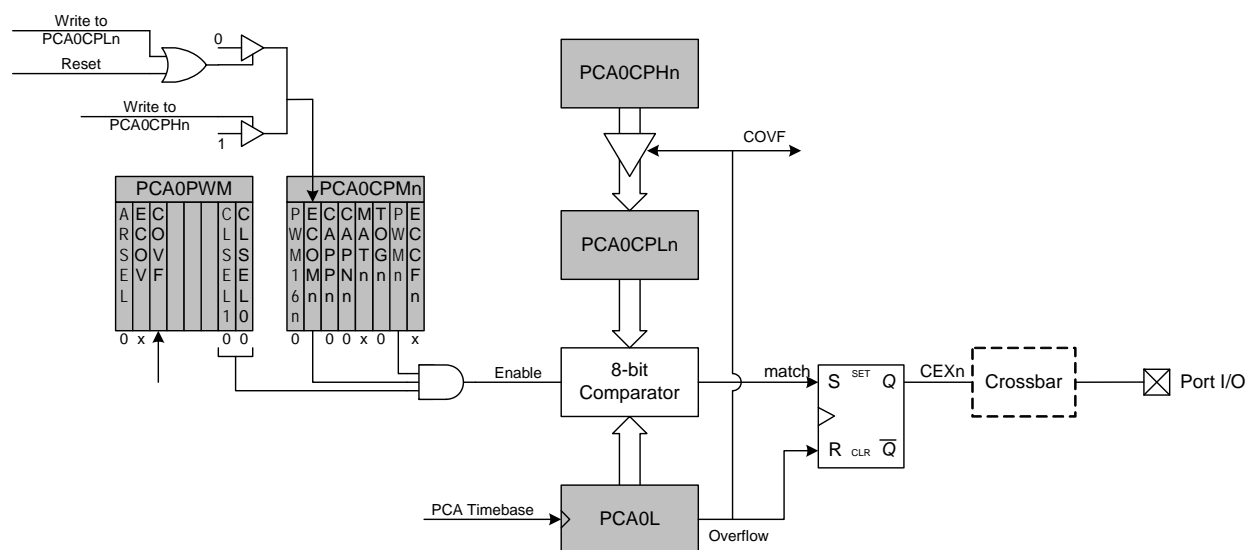 Write to
PCA0CPLn
0
Reset
PCA0CPHn
Write to
PCA0CPHn
1
COVF
PCA0PWM
ARSEL
ECOV
COVF
CLSEL1
CLSEL0
0 x 0 0
PCA0CPMn
PWM16n
ECOMn
CAPPn
CAPNn
MATn
TOGn
PWMn
ECCFn
0 0 0 x 0 x
PCA0CPLn
Enable
8-bit
Comparator
match
S SET Q
R CLR Q
CEXn
Crossbar
Port I/O
PCA Timebase
PCA0L
Overflow